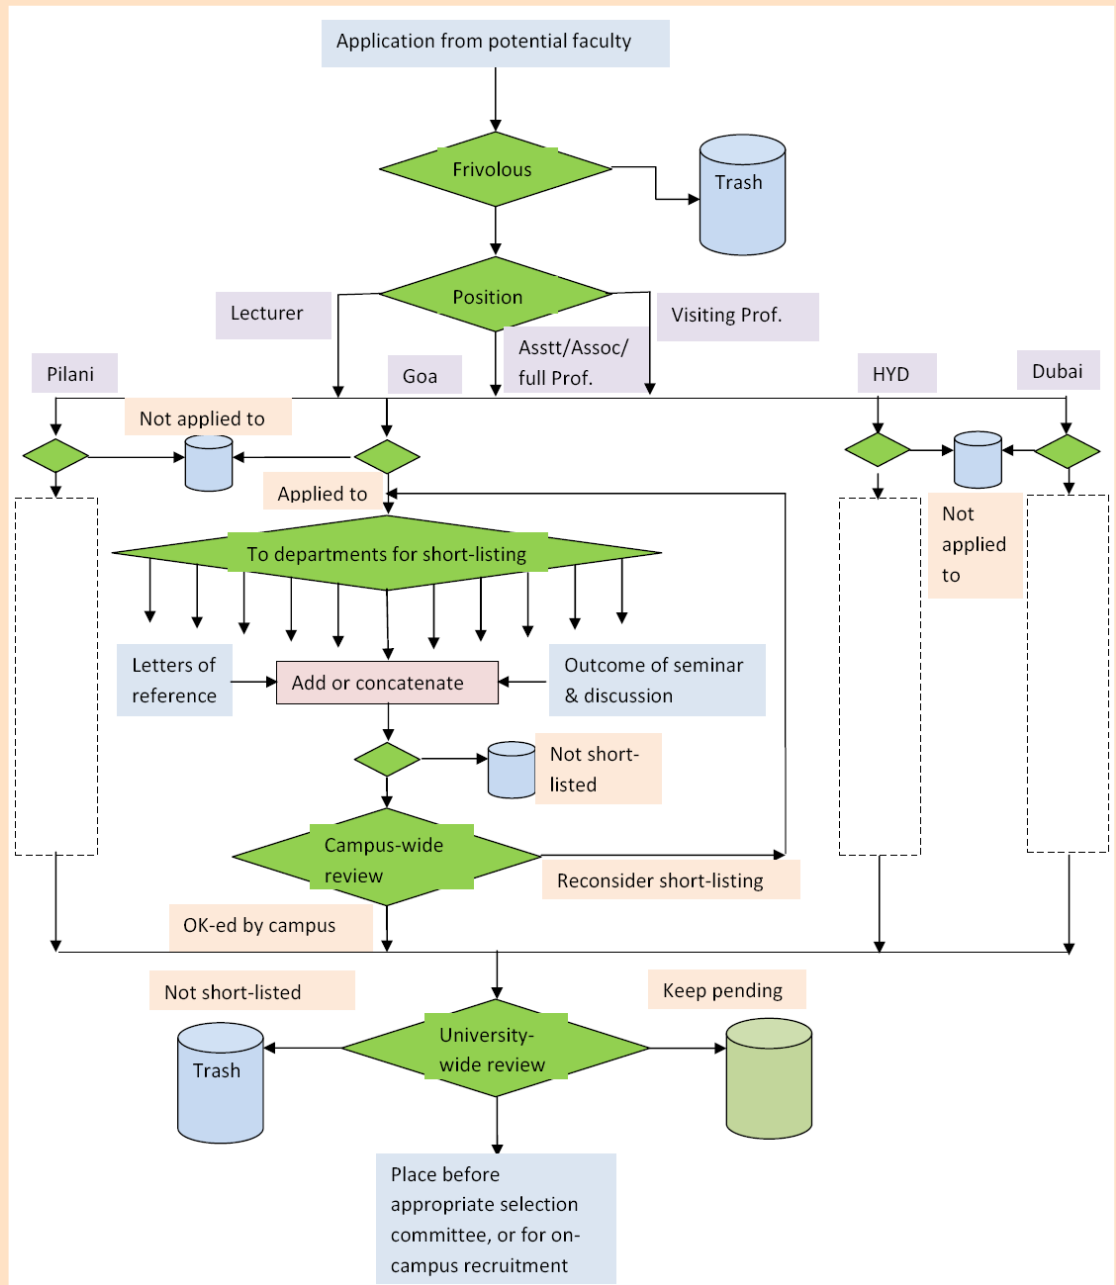 Application from potential faculty
Frivolous
Trash
Position
Lecturer
Visiting Prof.
Asstt/Assoc/
full Prof.
Pilani
Goa
HYD
Dubai
Not applied to
Applied to
Not
applied
to
To departments for short-listing
Letters of
reference
Add or concatenate
Outcome of seminar
& discussion
Not short-
listed
Campus-wide
review
Reconsider short-listing
OK-ed by campus
Not short-listed
Keep pending
University-
wide review
Trash
Place before
appropriate selection
committee, or for on-
campus recruitment